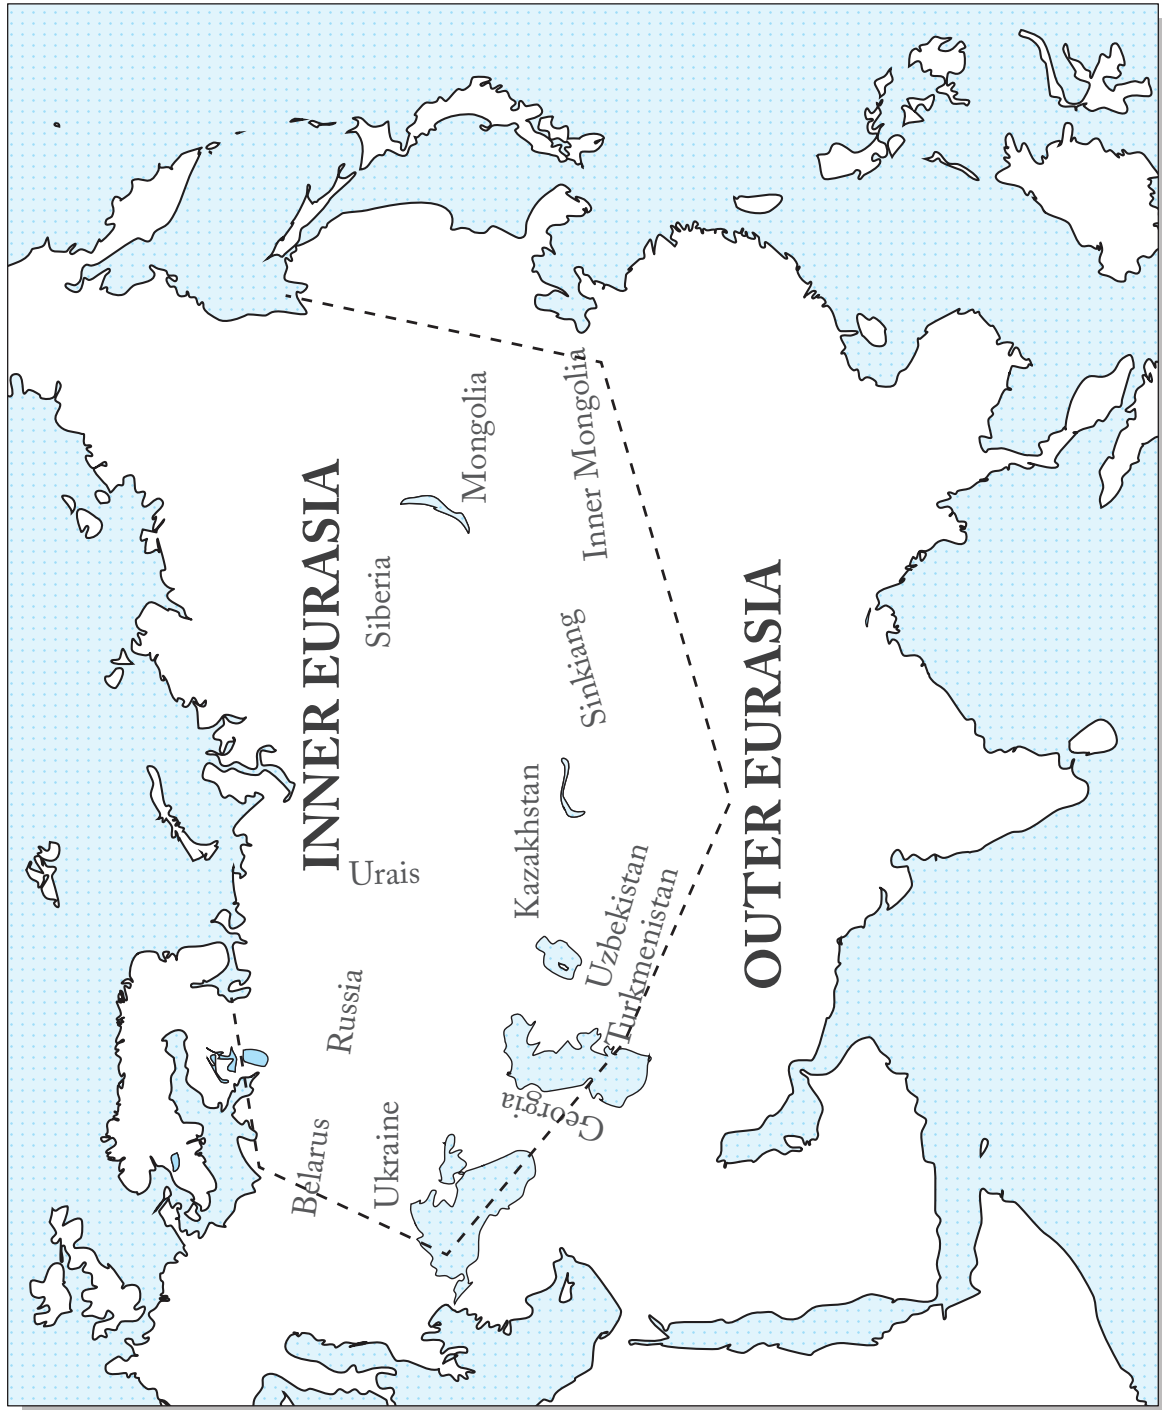 INNER EURASIA
OUTER EURASIA
Belarus
Ukraine
Russia
Urais
Siberia
Mongolia
Inner Mongolia
Sinkiang
Kazakhstan
Uzbekistan
Turkmenistan
Georgia